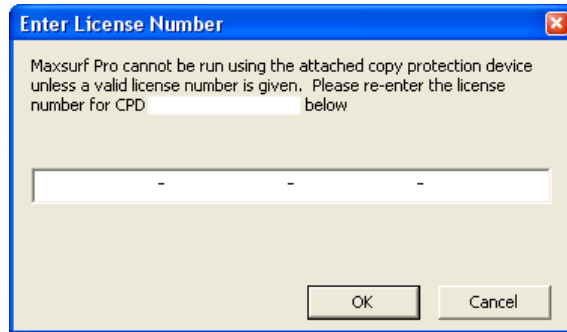 Enter License Number
Maxsurf Pro cannot be run using the attached copy protection device
unless a valid license number is given.  Please re-enter the license
number for CPD below
- - -
OK Cancel